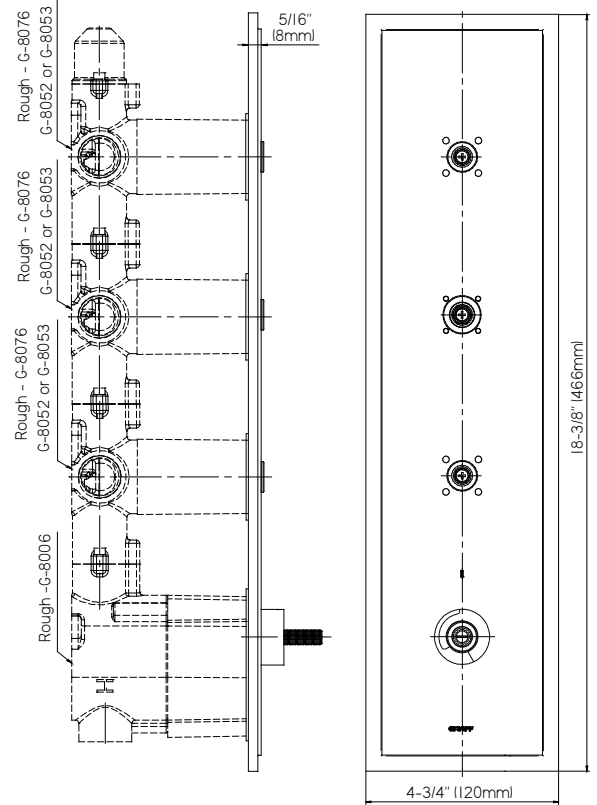 5/16"
(8mm)
Rough - G-8076
G-8052 or G-8053
Rough - G-8076
G-8052 or G-8053
Rough - G-8076
G-8052 or G-8053
Rough -G-8006
18-3/8" (466mm)
GRAFF
4-3/4" (120mm)